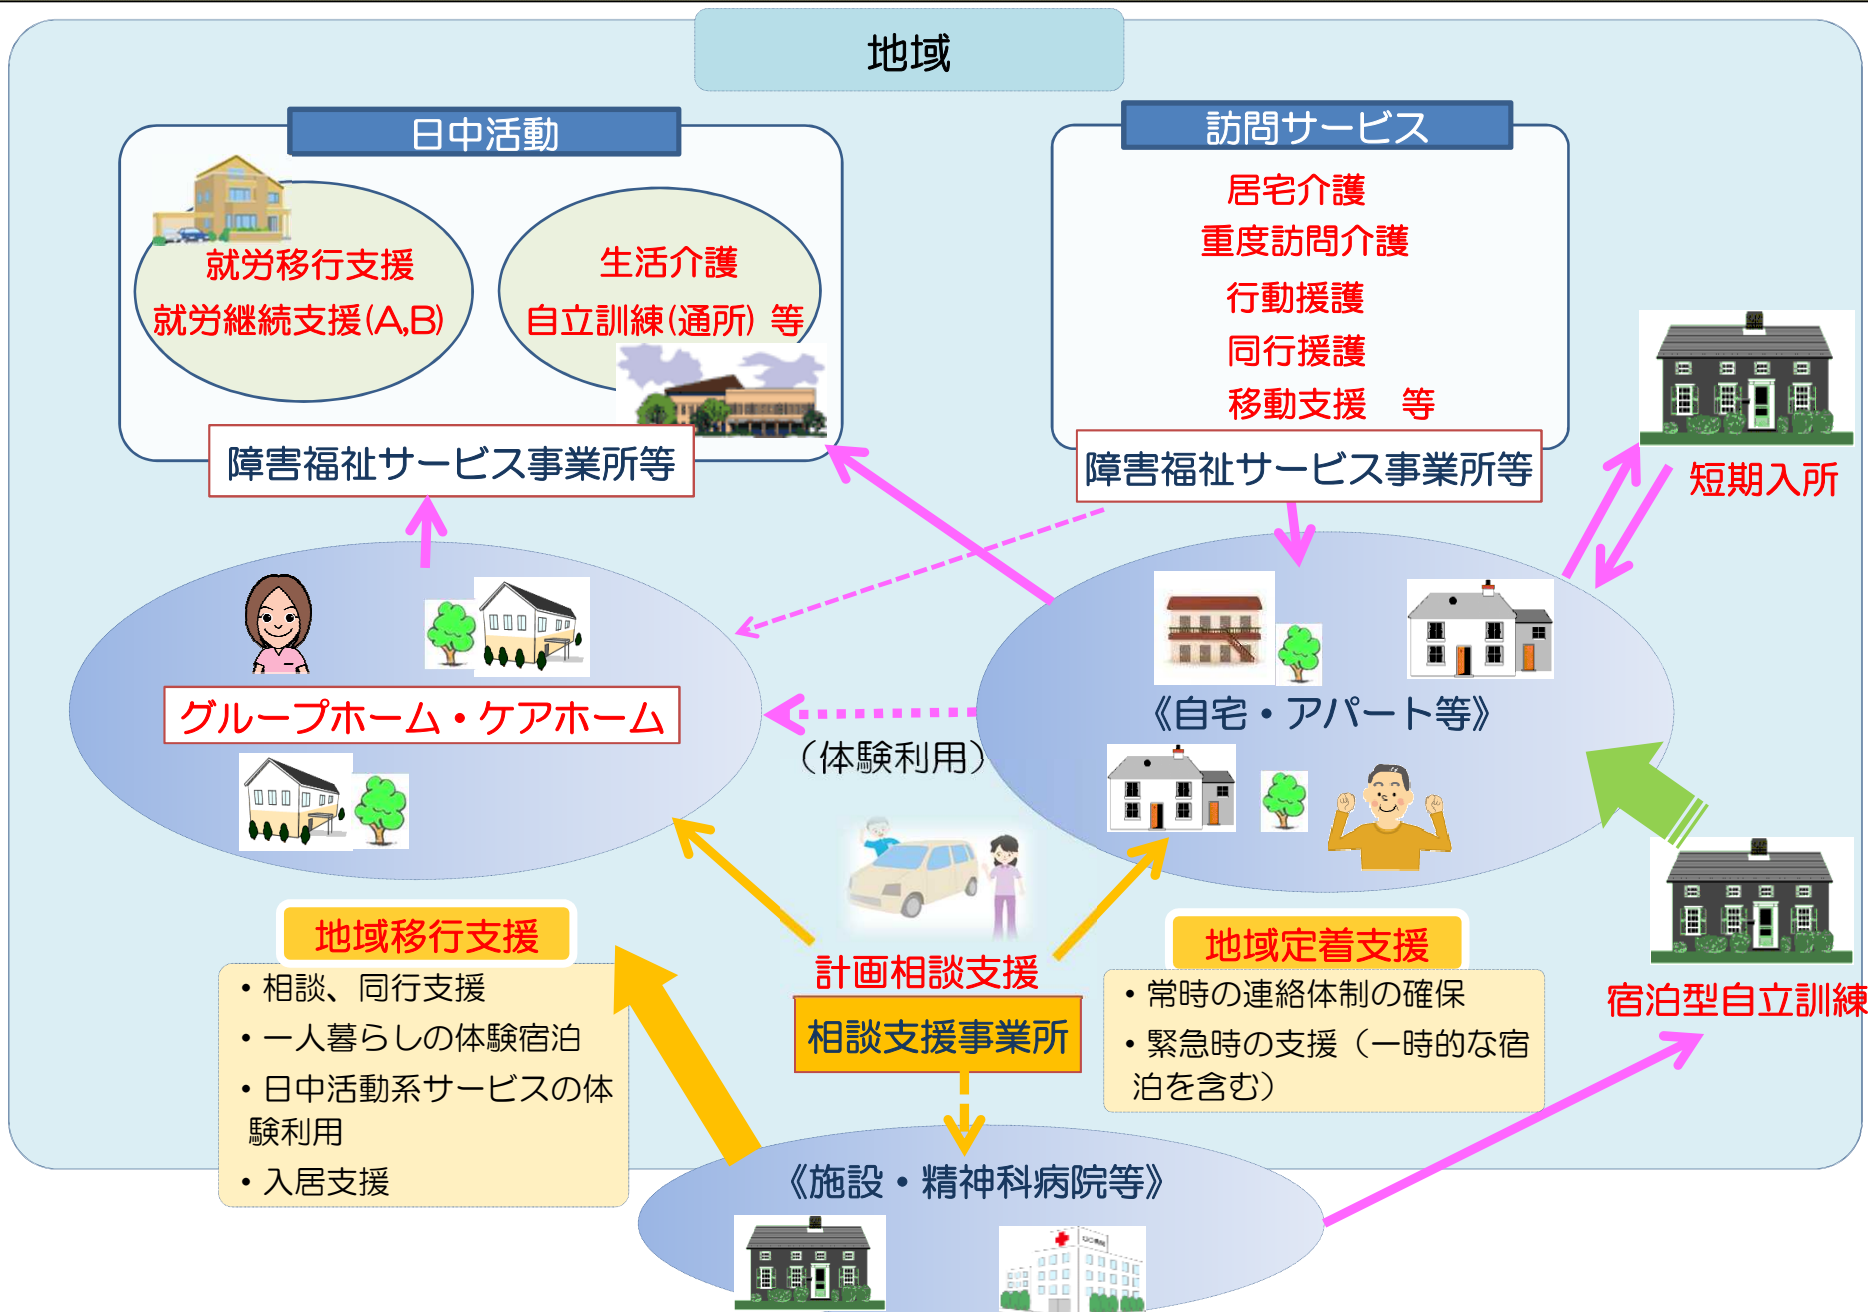 地域
日中活動
就労移行支援
就労継続支援(A,B)
生活介護
自立訓練(通所) 等
障害福祉サービス事業所等
訪問サービス
居宅介護
重度訪問介護
行動援護
同行援護
移動支援　等
障害福祉サービス事業所等
短期入所
グループホーム・ケアホーム
（体験利用）
《自宅・アパート等》
地域移行支援
・相談、同行支援
・一人暮らしの体験宿泊
・日中活動系サービスの体
験利用
・入居支援
計画相談支援
相談支援事業所
地域定着支援
・常時の連絡体制の確保
・緊急時の支援（一時的な宿
泊を含む）
宿泊型自立訓練
《施設・精神科病院等》